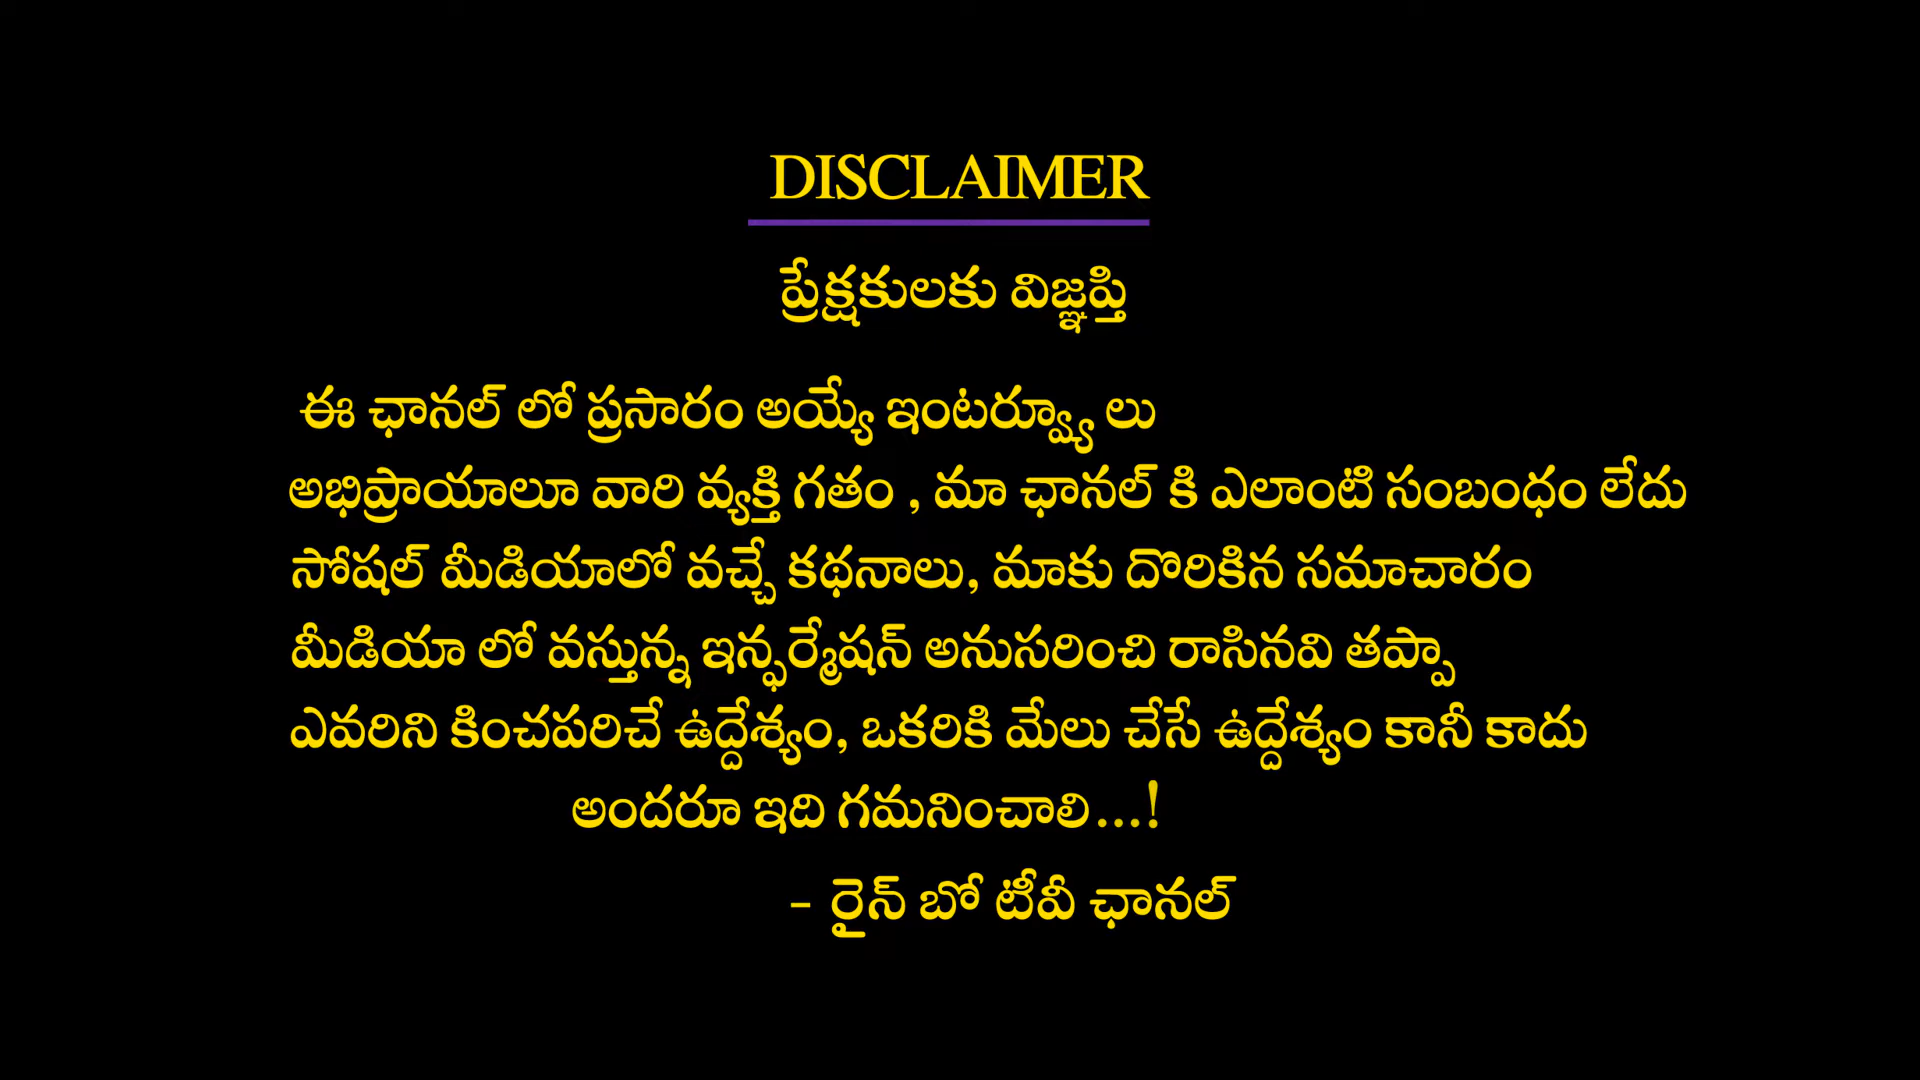 DISCLAIMER
ప్రేక్షకులకు విజ్ఞప్తి
ఈ ఛానల్ లో ప్రసారం అయ్యే ఇంటర్వ్యూ లు
అభిప్రాయాలూ వారి వ్యక్తి గతం , మా ఛానల్ కి ఎలాంటి సంబంధం లేదు
సోషల్ మీడియాలో వచ్చే కథనాలు, మాకు దొరికిన సమాచారం
మీడియా లో వస్తున్న ఇన్ఫర్మేషన్ అనుసరించి రాసినవి తప్పా
ఎవరిని కించపరిచే ఉద్దేశ్యం, ఒకరికి మేలు చేసే ఉద్దేశ్యం కానీ కాదు
అందరూ ఇది గమనించాలి...!
- రైన్ బో టీవీ ఛానల్